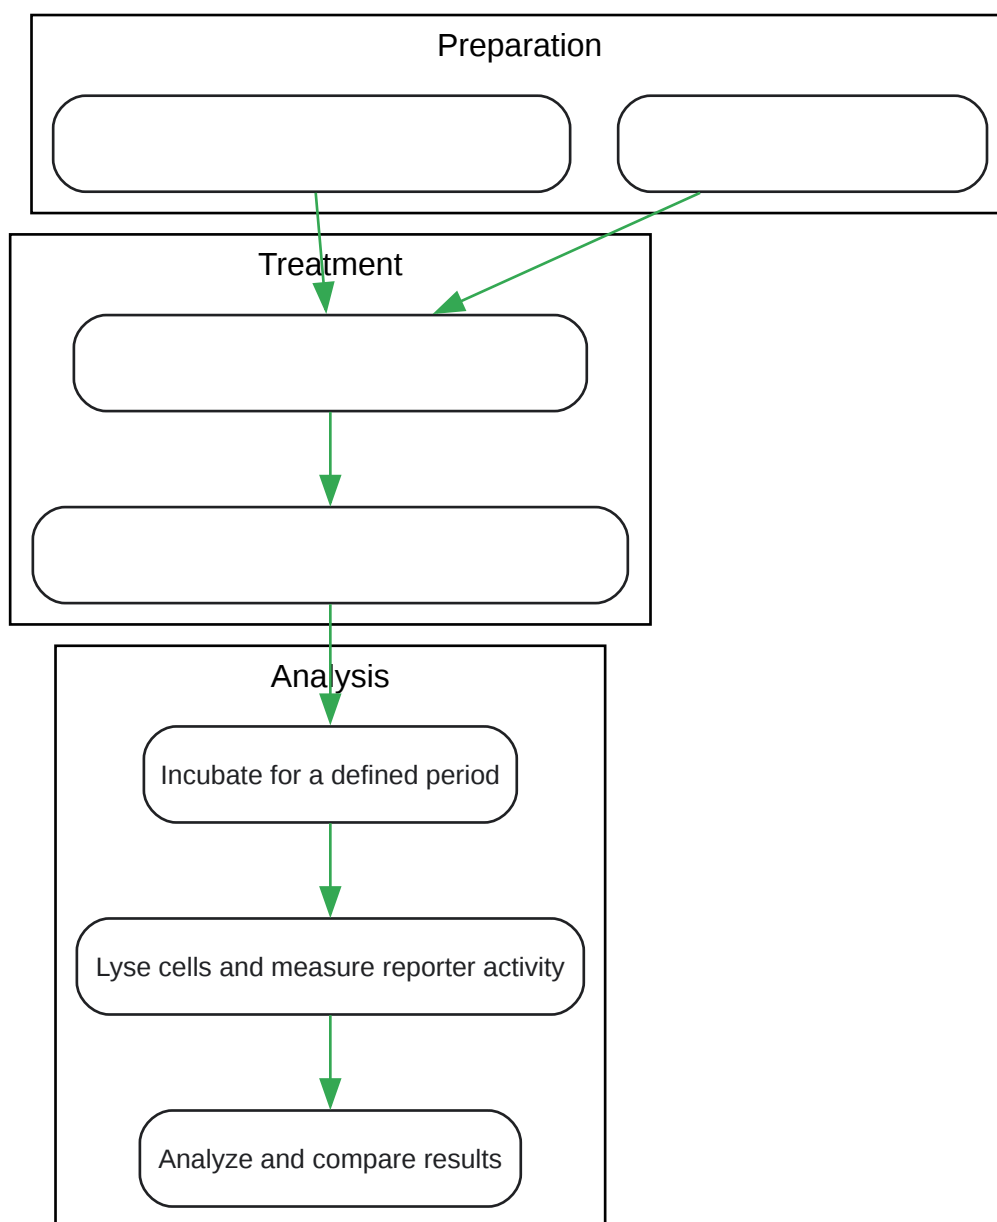 Preparation
Treatment
Analysis
Incubate for a defined period
Lyse cells and measure reporter activity
Analyze and compare results